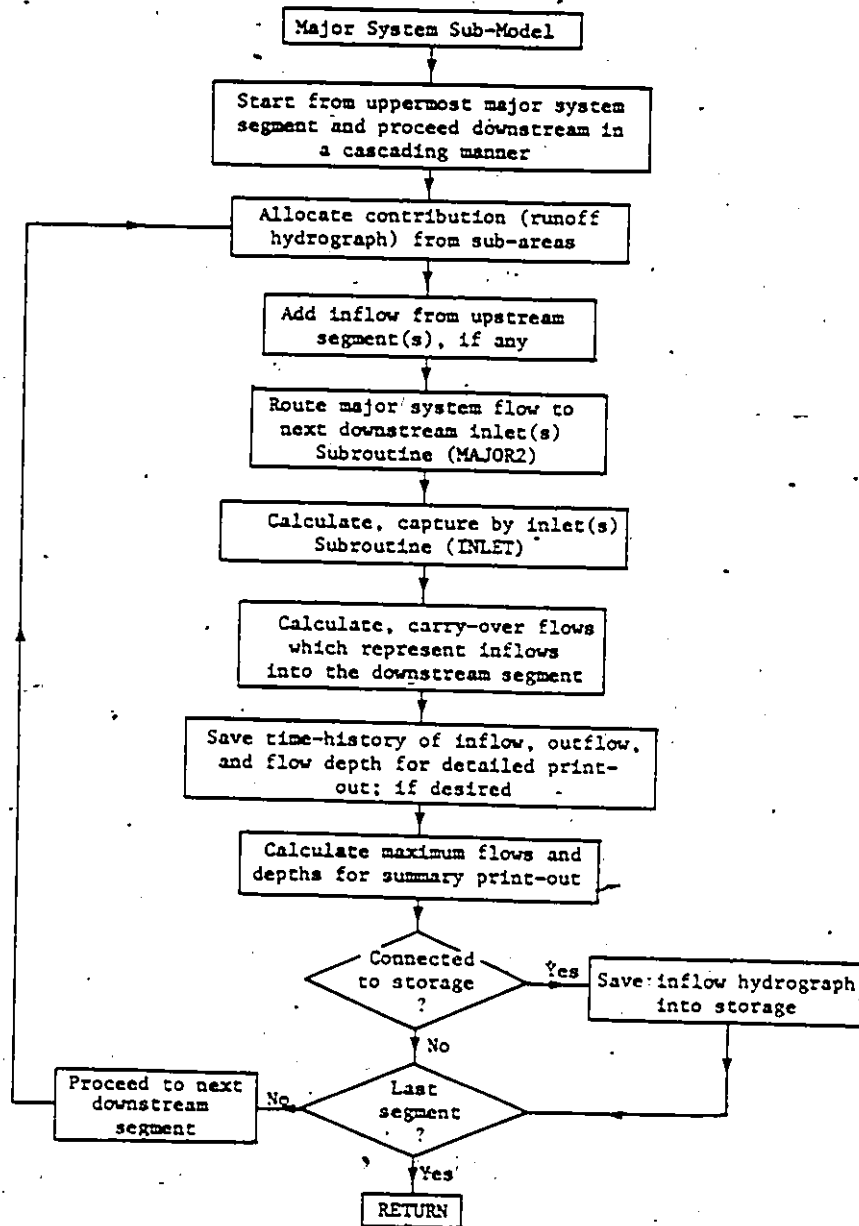 Major System Sub-Model
Start from uppermost major system
segment and proceed downstream in
a cascading manner
Allocate contribution (runoff
hydrograph) from sub-areas
Add inflow from upstream
segment(s), if any
Route major system flow to
next downstream inlet(s)
Subroutine (MAJOR2)
Calculate, capture by inlet(s)
Subroutine (INLET)
Calculate, carry-over flows
which represent inflows
into the downstream segment
Save time-history of inflow, outflow,
and flow depth for detailed print-
out; if desired
Calculate maximum flows and
depths for summary print-out
Connected
to storage
?
Yes
Save inflow hydrograph
into storage
No
Last
segment
?
No
Proceed to next
downstream
segment
Yes
RETURN